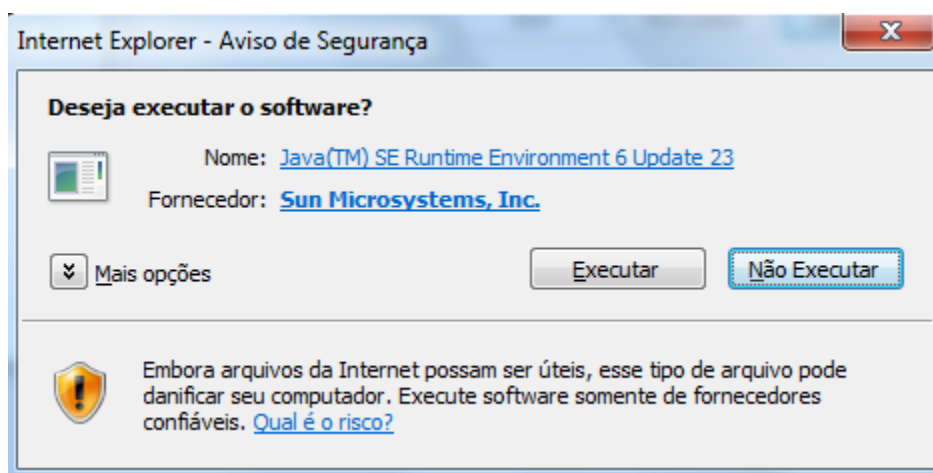 Internet Explorer - Aviso de Segurança
Deseja executar o software?
Nome: Java(TM) SE Runtime Environment 6 Update 23
Fornecedor: Sun Microsystems, Inc.
Mais opções
Executar
Não Executar
Embora arquivos da Internet possam ser úteis, esse tipo de arquivo pode
danificar seu computador. Execute software somente de fornecedores
confiáveis. Qual é o risco?